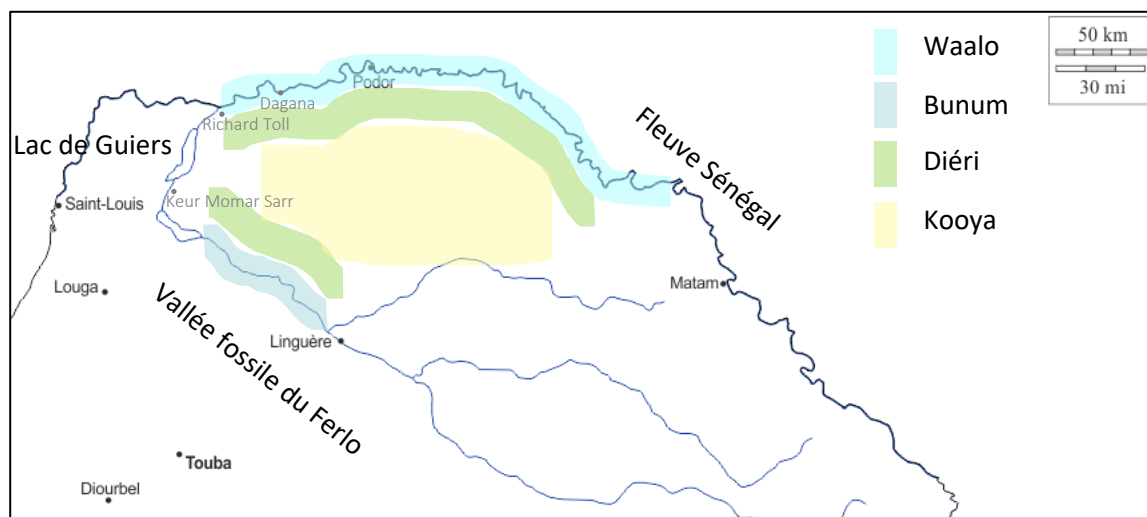 Waalo
Bunum
Diéri
Kooya
50 km
30 mi
Podor
Dagana
Richard Toll
Lac de Guiers
Keur Momar Sarr
Saint-Louis
Fleuve Sénégal
Matam
Louga
Vallée fossile du Ferlo
Linguère
Touba
Diourbel